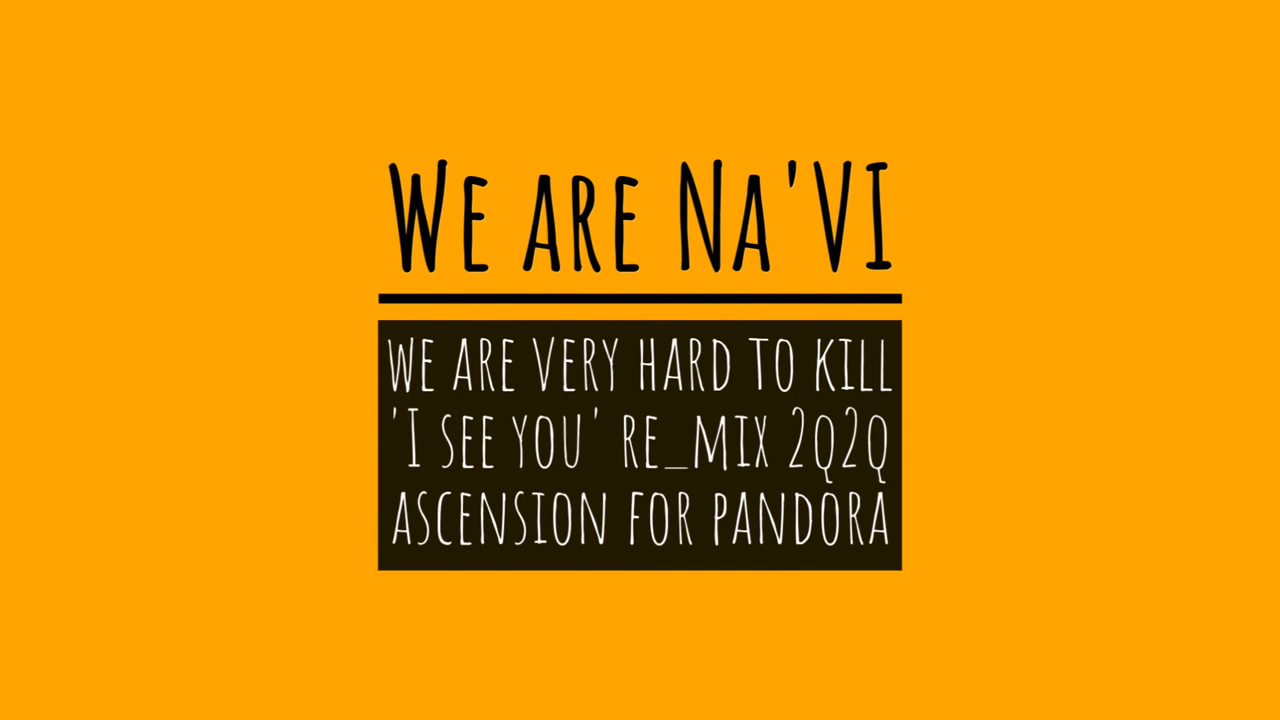 We are Na'VI
we are very hard to kill
'I see you' re_mix 2q2q
ascension for pandora